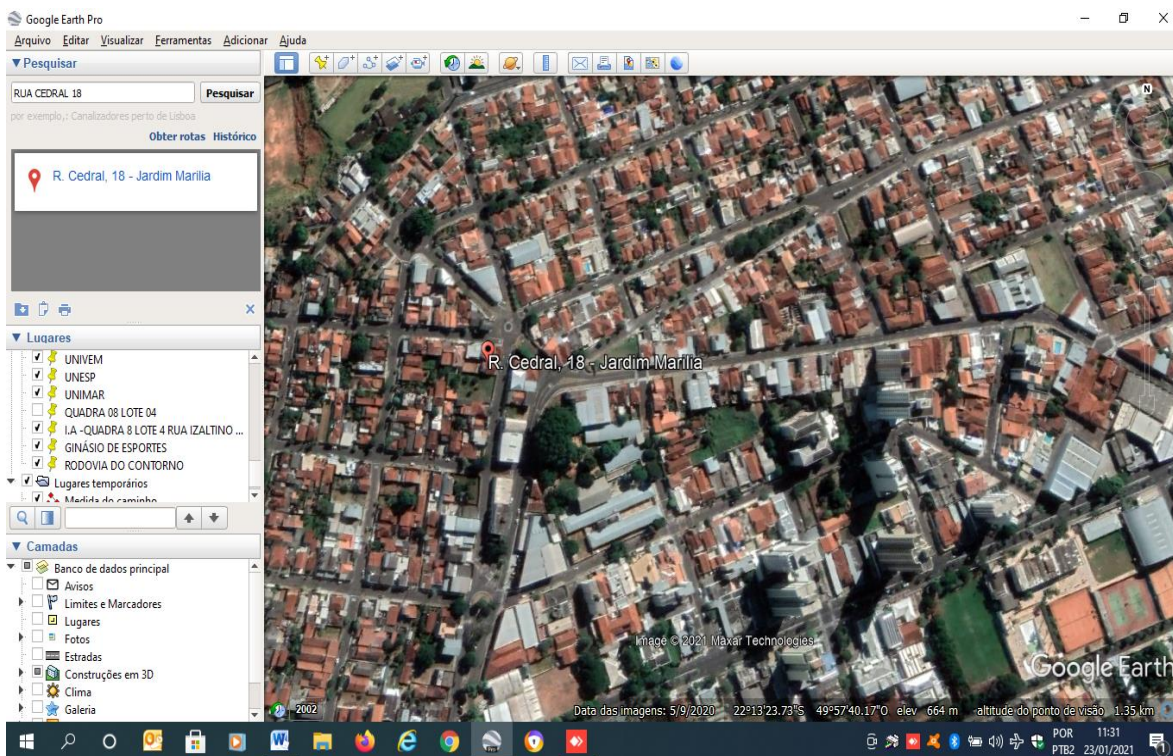 Google Earth Pro
Arquivo Editar Visualizar Ferramentas Adicionar Ajuda
Pesquisar
RUA CEDRAL 18
Pesquisar
por exemplo,: Canalizadores perto de Lisboa
Obter rotas Histórico
R. Cedral, 18 - Jardim Marilia
Lugares
UNIVEM
UNESP
UNIMAR
QUADRA 08 LOTE 04
I.A -QUADRA 8 LOTE 4 RUA IZALTINO ...
GINÁSIO DE ESPORTES
RODOVIA DO CONTORNO
Lugares temporários
Medida do caminho
Camadas
Banco de dados principal
Avisos
Limites e Marcadores
Lugares
Fotos
Estradas
Construções em 3D
Clima
Galeria
N
R. Cedral, 18 - Jardim Marilia
Image © 2021 Maxar Technologies
Google Earth
2002
Data das imagens: 5/9/2020 22º13'23.73"S 49º57'40.17"O elev 664 m altitude do ponto de visão 1.35 km
POR 11:31
PTB2 23/01/2021